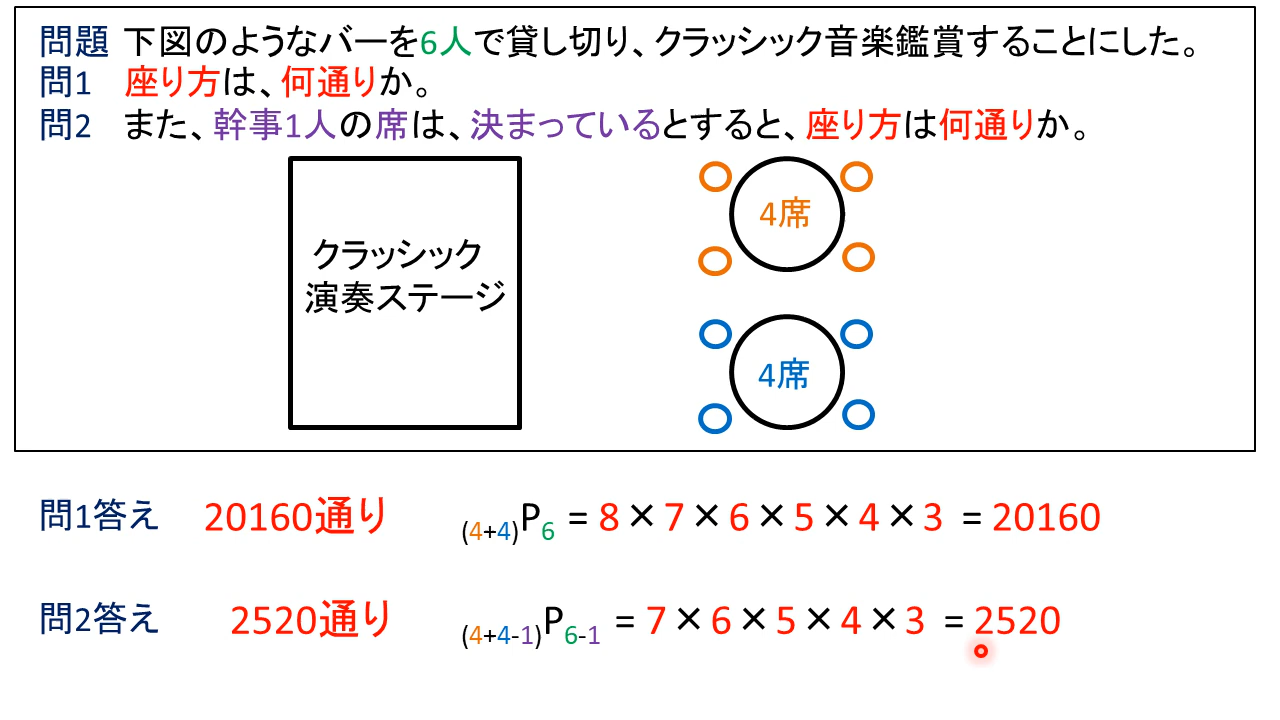 問題 下図のようなバーを6人で貸し切り、クラッシック音楽鑑賞することにした。
問1 座り方は、何通りか。
問2 また、幹事1人の席は、決まっているとすると、座り方は何通りか。
クラッシック
演奏ステージ
4席
4席
問1答え 20160通り (4+4)P6 = 8 × 7 × 6 × 5 × 4 × 3 = 20160
問2答え 2520通り (4+4-1)P6-1 = 7 × 6 × 5 × 4 × 3 = 2520